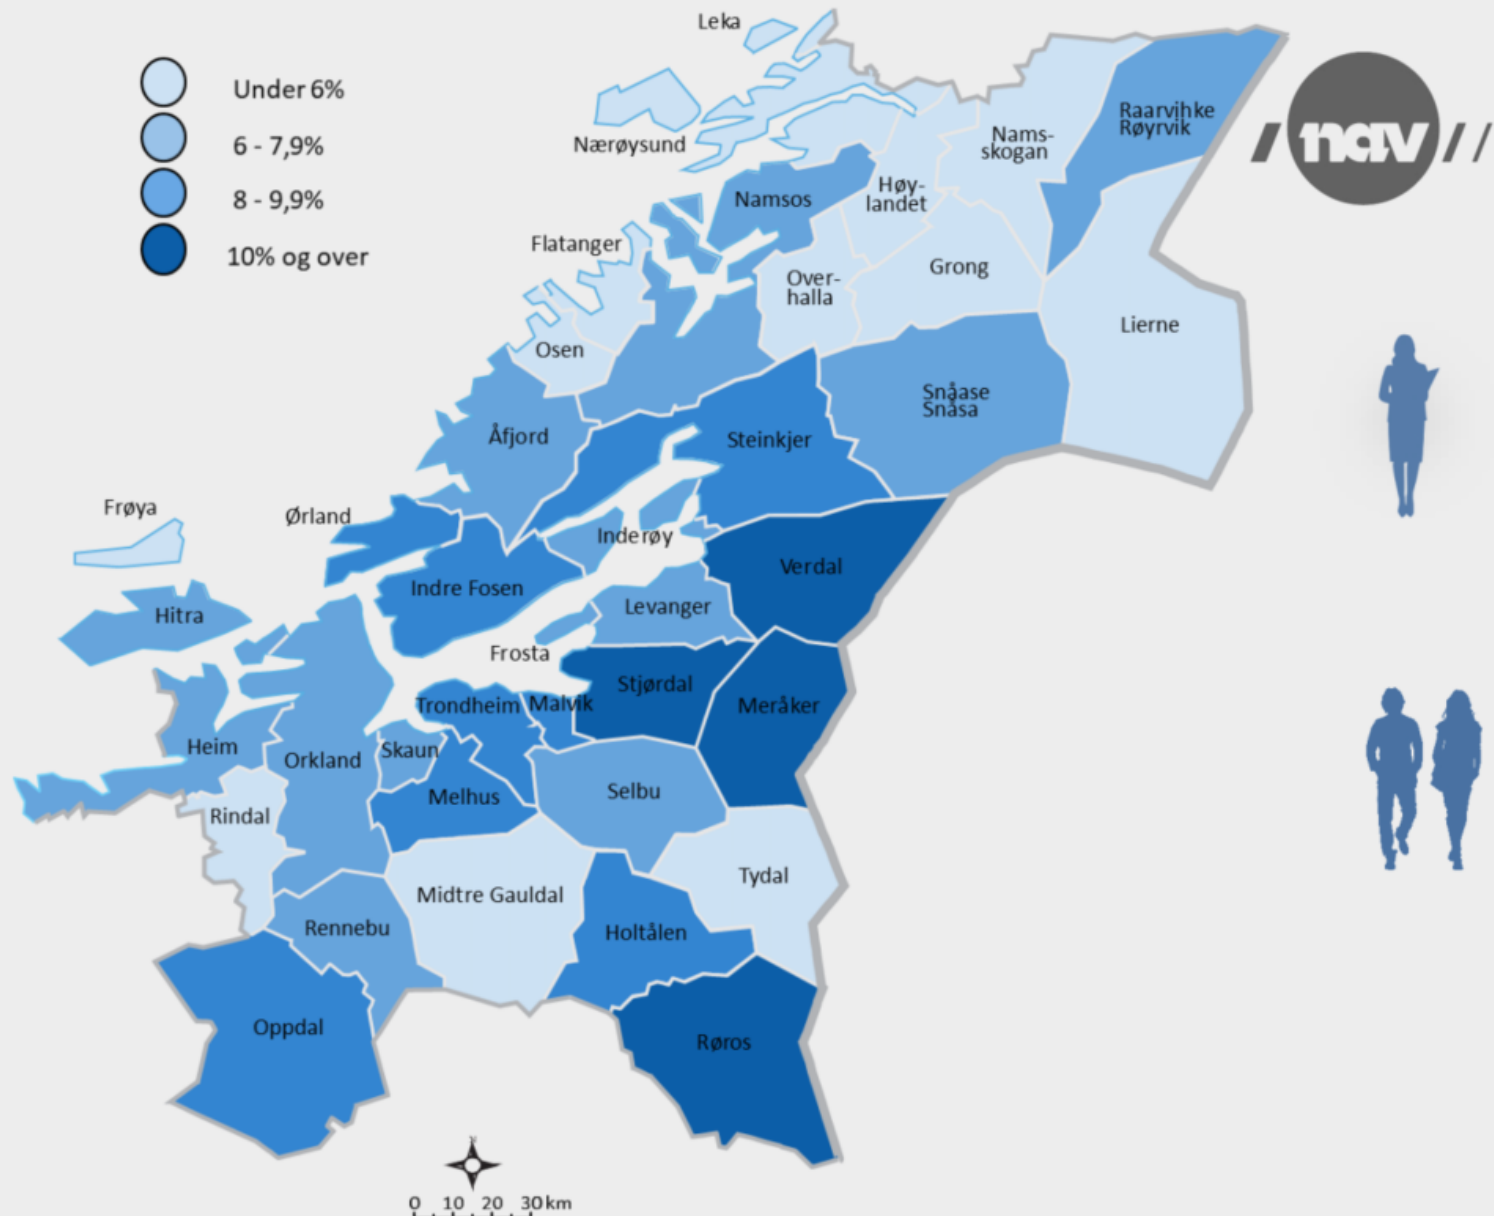 Leka
Under 6%
6 - 7,9%
8 - 9,9%
10% og over
nav
Nærøysund
Nams-
skogan
Raarvihke
Røyrvik
Namsos
Høy-
landet
Flatanger
Over-
halla
Grong
Lierne
Osen
Snåase
Snåsa
Åfjord
Steinkjer
Frøya
Ørland
Inderøy
Verdal
Indre Fosen
Hitra
Levanger
Frosta
Stjørdal
Trondheim
Malvik
Meråker
Heim
Orkland
Skaun
Melhus
Selbu
Rindal
Tydal
Midtre Gauldal
Rennebu
Holtålen
Oppdal
Røros
N
0 10 20 30 km